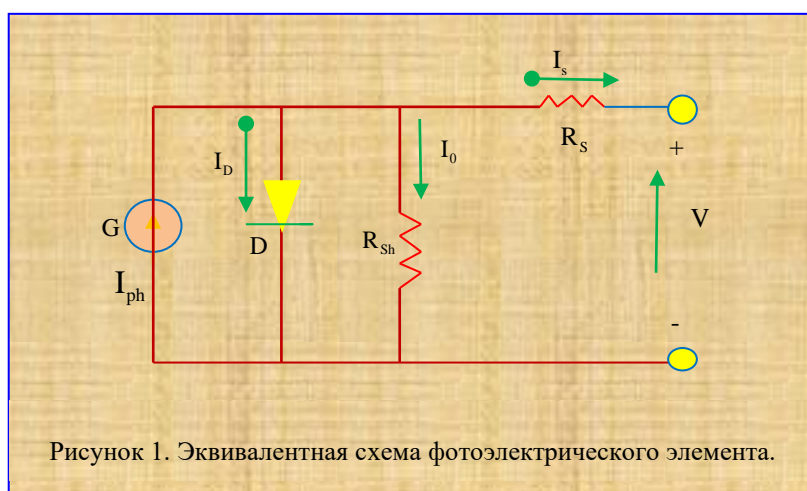 I_s
R_S
+
I_D
I_0
G
D
R_Sh
V
I_ph
-
Рисунок 1. Эквивалентная схема фотоэлектрического элемента.